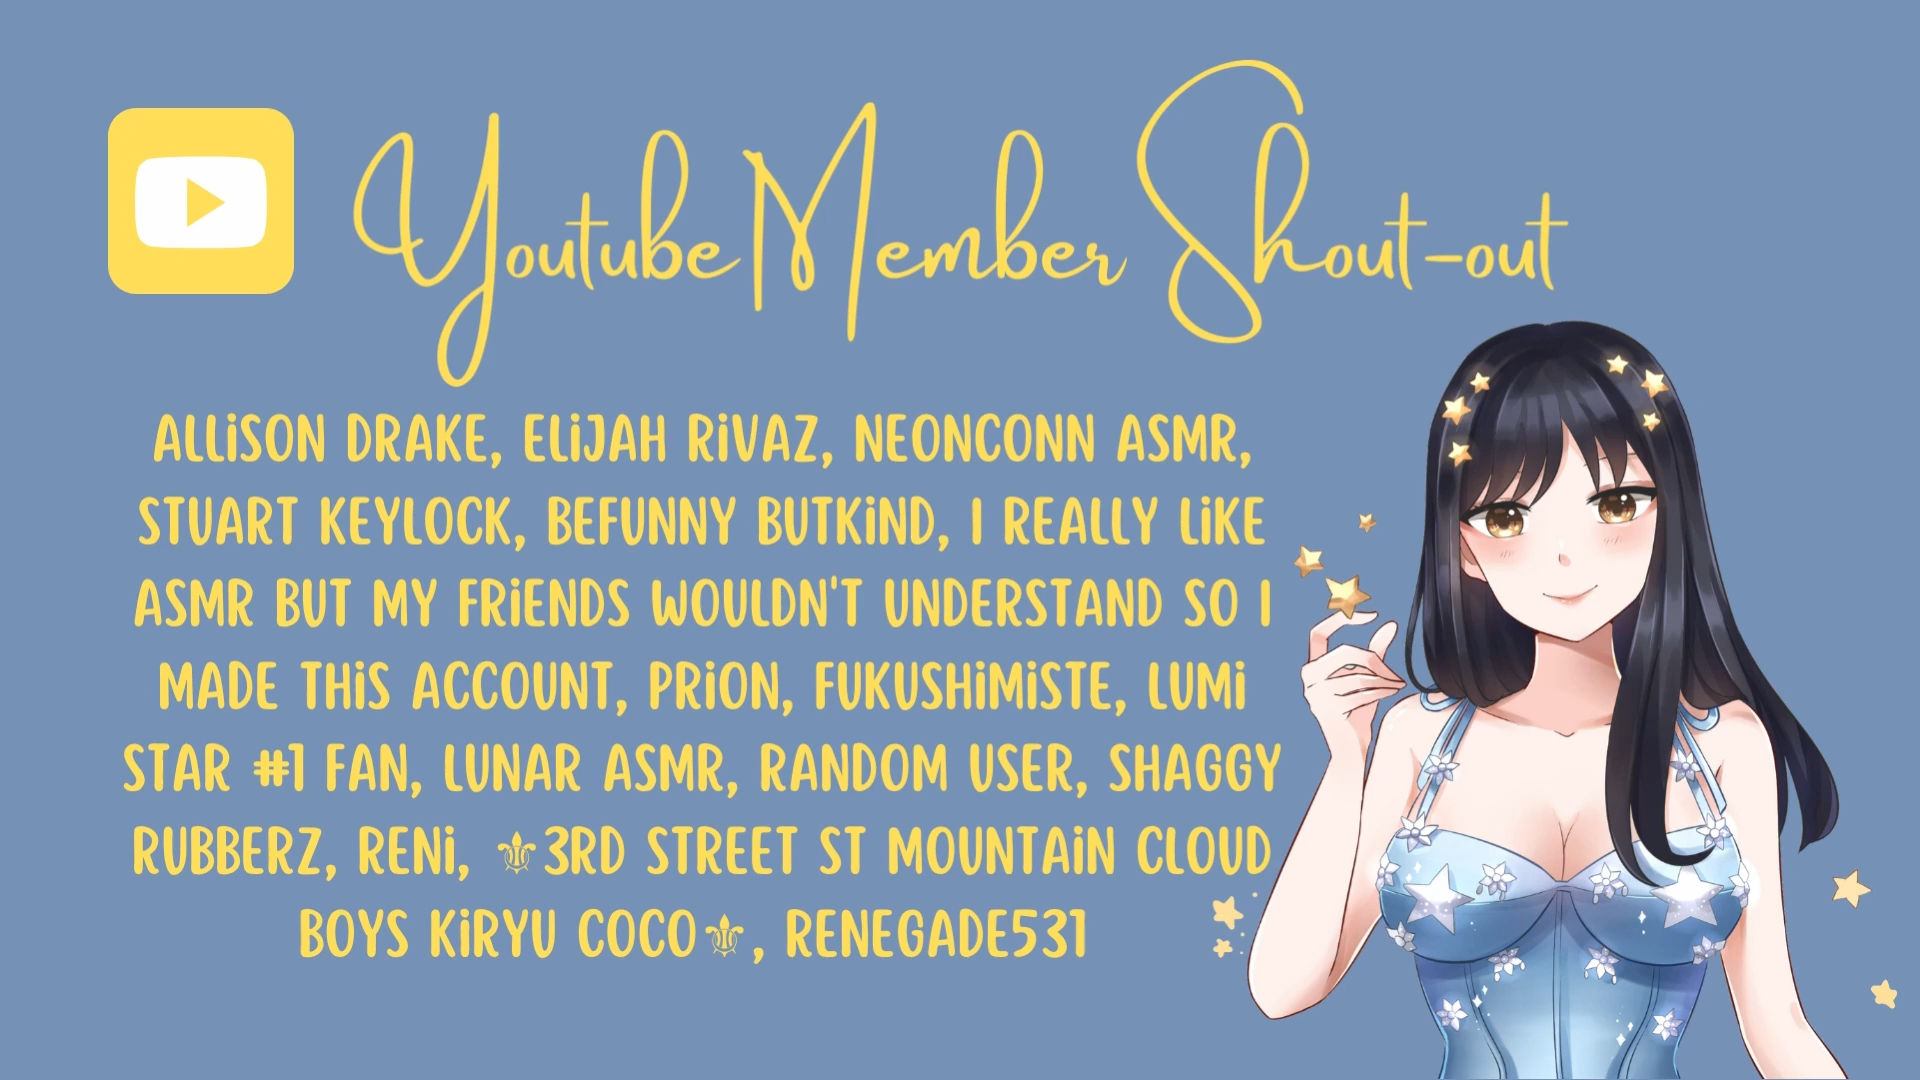 Youtube Member Shout-out
ALLiSON DRAKE, ELiJAH RiVAZ, NEONCONN ASMR,
STUART KEYLOCK, BEFUNNY BUTKiND, I REALLY LiKE
ASMR BUT MY FRiENDS WOULDN'T UNDERSTAND SO I
MADE THiS ACCOUNT, PRiON, FUKUSHiMiSTE, LUMi
STAR #1 FAN, LUNAR ASMR, RANDOM USER, SHAGGY
RUBBERZ, RENi, ⚜3RD STREET ST MOUNTAiN CLOUD
BOYS KiRYU COCO⚜, RENEGADE531